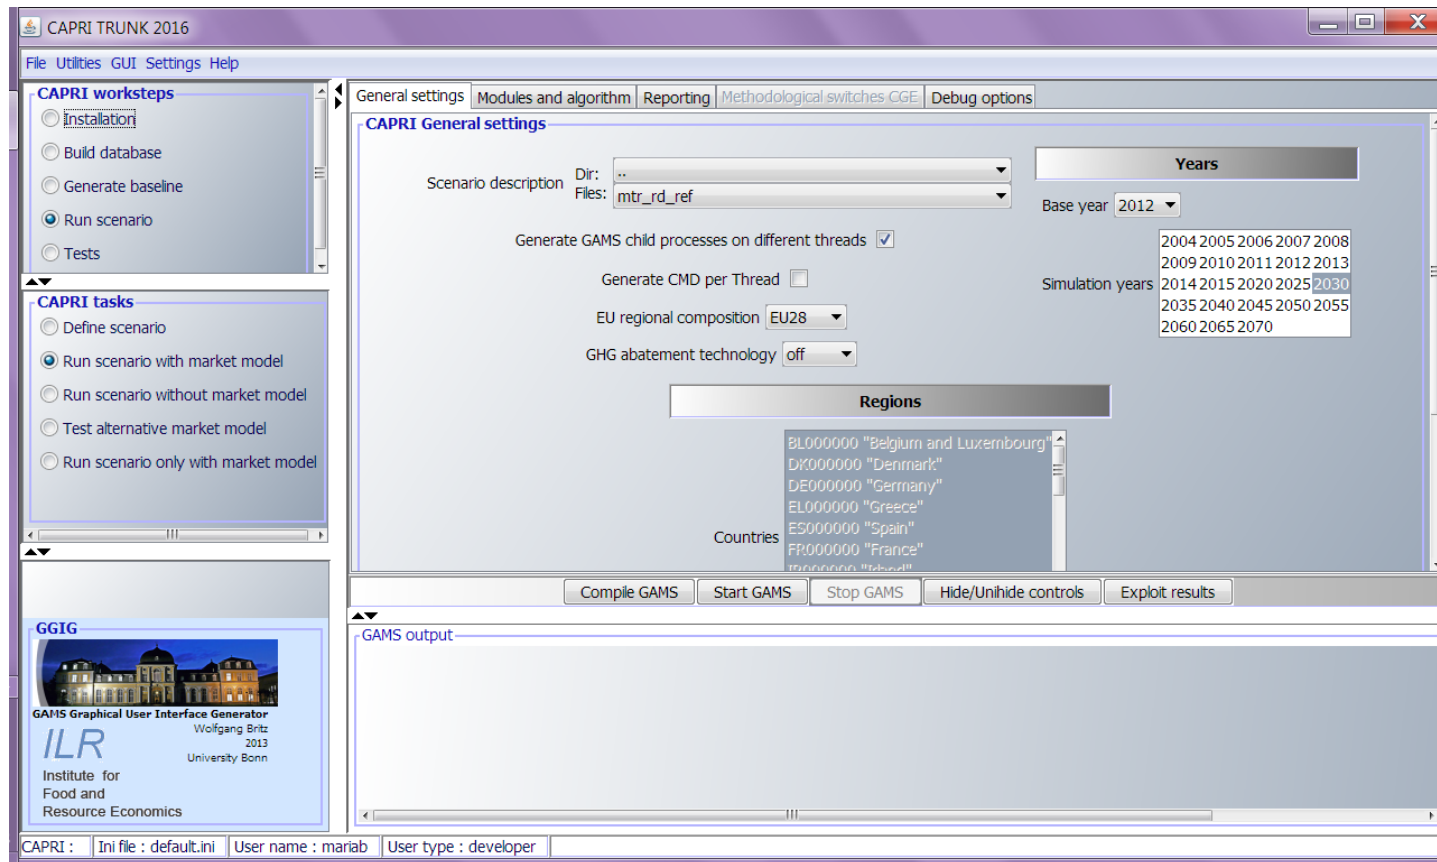 CAPRI TRUNK 2016
File Utilities GUI Settings Help
CAPRI worksteps
Installation
Build database
Generate baseline
Run scenario
Tests
CAPRI tasks
Define scenario
Run scenario with market model
Run scenario without market model
Test alternative market model
Run scenario only with market model
GGIG
GAMS Graphical User Interface Generator
Wolfgang Britz
2013
University Bonn
ILR
Institute for
Food and
Resource Economics
General settings Modules and algorithm Reporting Methodological switches CGE Debug options
CAPRI General settings
Scenario description
Dir: ..
Files: mtr_rd_ref
Generate GAMS child processes on different threads
Generate CMD per Thread
EU regional composition EU28
GHG abatement technology off
Years
Base year 2012
Simulation years
2004 2005 2006 2007 2008
2009 2010 2011 2012 2013
2014 2015 2020 2025 2030
2035 2040 2045 2050 2055
2060 2065 2070
Regions
Countries
BL000000 "Belgium and Luxembourg"
DK000000 "Denmark"
DE000000 "Germany"
EL000000 "Greece"
ES000000 "Spain"
FR000000 "France"
Compile GAMS Start GAMS Stop GAMS Hide/Unihide controls Exploit results
GAMS output
CAPRI : Ini file : default.ini User name : mariab User type : developer